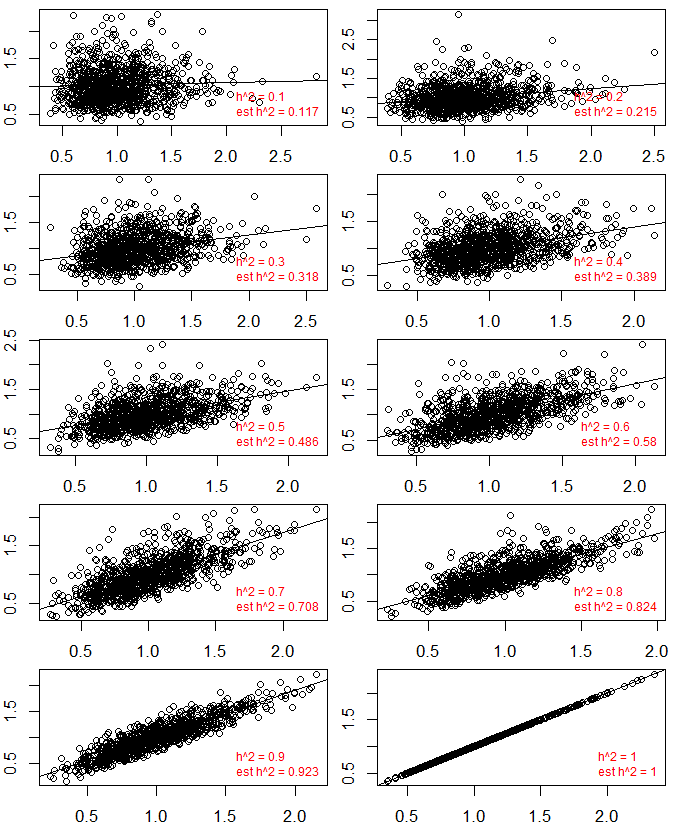 1.5
0.5
h^2 = 0.1
est h^2 = 0.117
0.5 1.0 1.5 2.0 2.5
2.5
1.5
0.5
h^2 = 0.2
est h^2 = 0.215
0.5 1.0 1.5 2.0 2.5
1.5
0.5
h^2 = 0.3
est h^2 = 0.318
0.5 1.0 1.5 2.0 2.5
1.5
0.5
h^2 = 0.4
est h^2 = 0.389
0.5 1.0 1.5 2.0
2.5
1.5
0.5
h^2 = 0.5
est h^2 = 0.486
0.5 1.0 1.5 2.0
1.5
0.5
h^2 = 0.6
est h^2 = 0.58
0.5 1.0 1.5 2.0
1.5
0.5
h^2 = 0.7
est h^2 = 0.708
0.5 1.0 1.5 2.0
1.5
0.5
h^2 = 0.8
est h^2 = 0.824
0.5 1.0 1.5 2.0
1.5
0.5
h^2 = 0.9
est h^2 = 0.923
0.5 1.0 1.5 2.0
1.5
0.5
h^2 = 1
est h^2 = 1
0.5 1.0 1.5 2.0